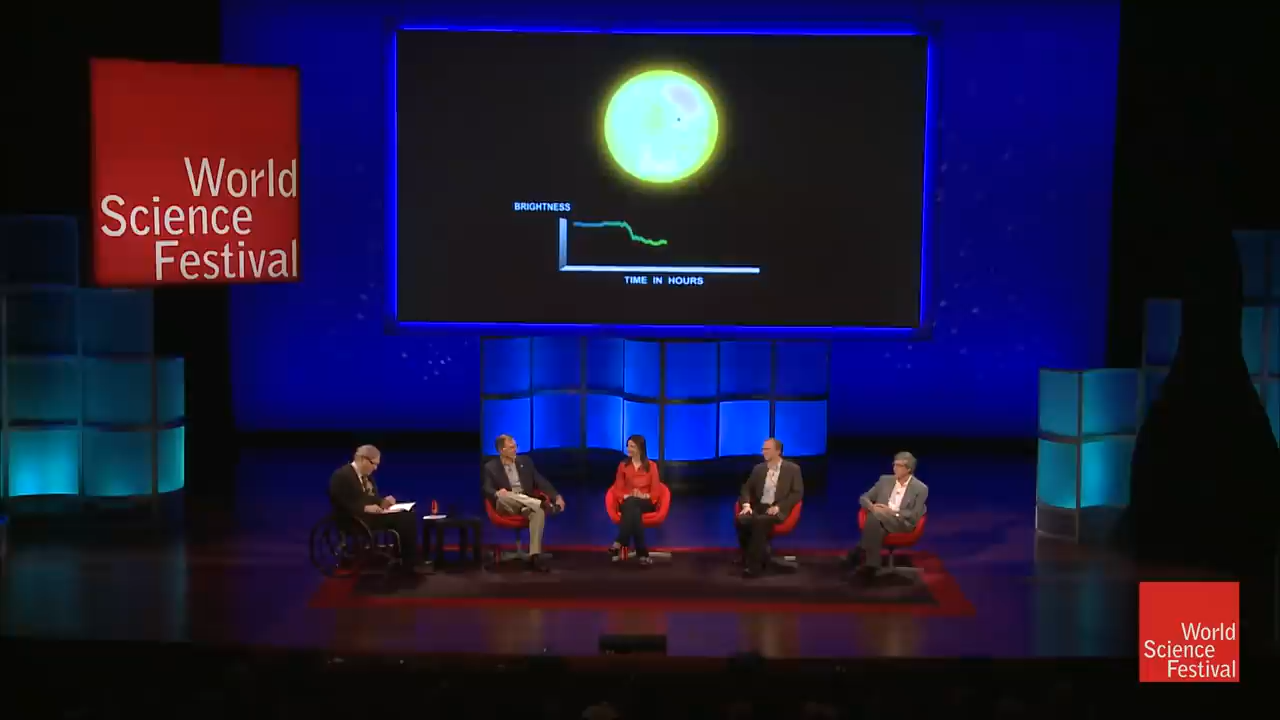 World
Science
Festival
BRIGHTNESS
TIME IN HOURS
World
Science
Festival